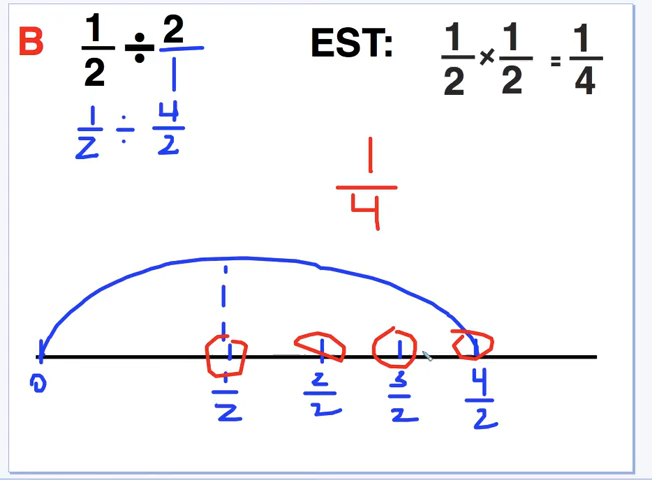 B 1/2 ÷ 2/1 EST: 1/2 × 1/2 = 1/4
1/2 ÷ 4/2
1/4
0 1/2 2/2 3/2 4/2